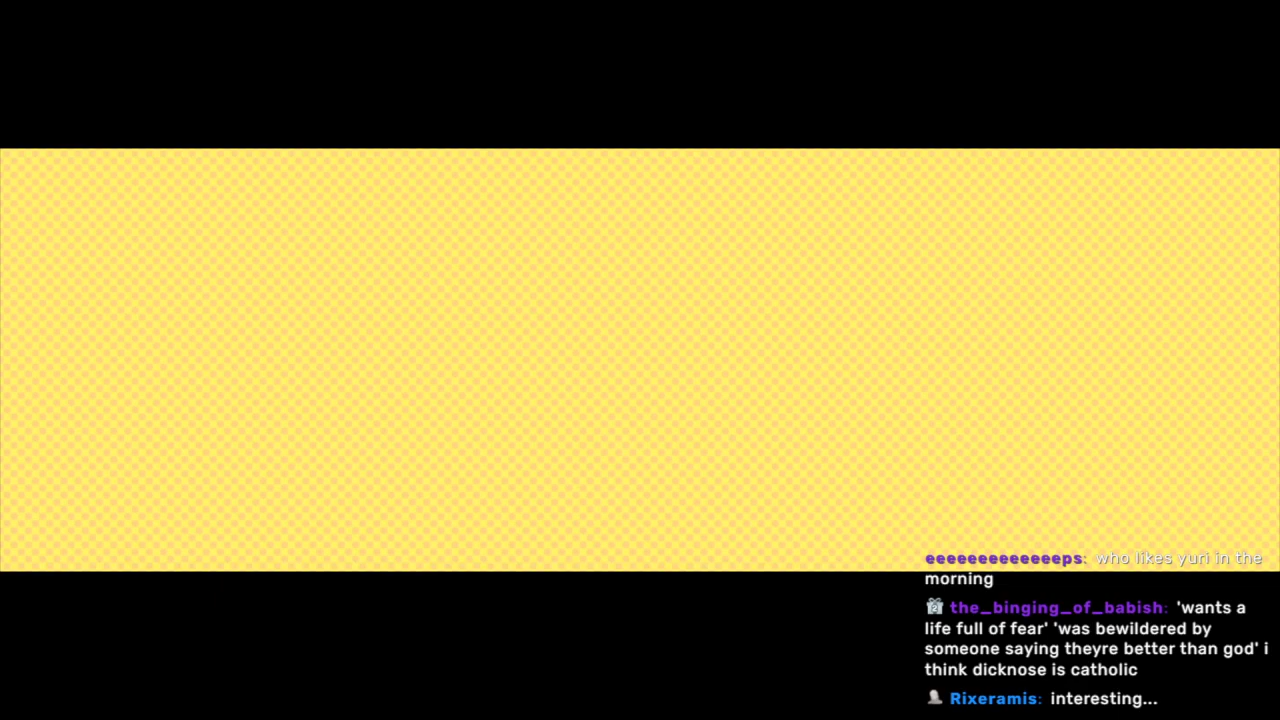 eeeeeeeeeeeeeps: who likes yuri in the
morning
the_binging_of_babish: 'wants a
life full of fear' 'was bewildered by
someone saying theyre better than god' i
think dicknose is catholic
Rixeramis: interesting...